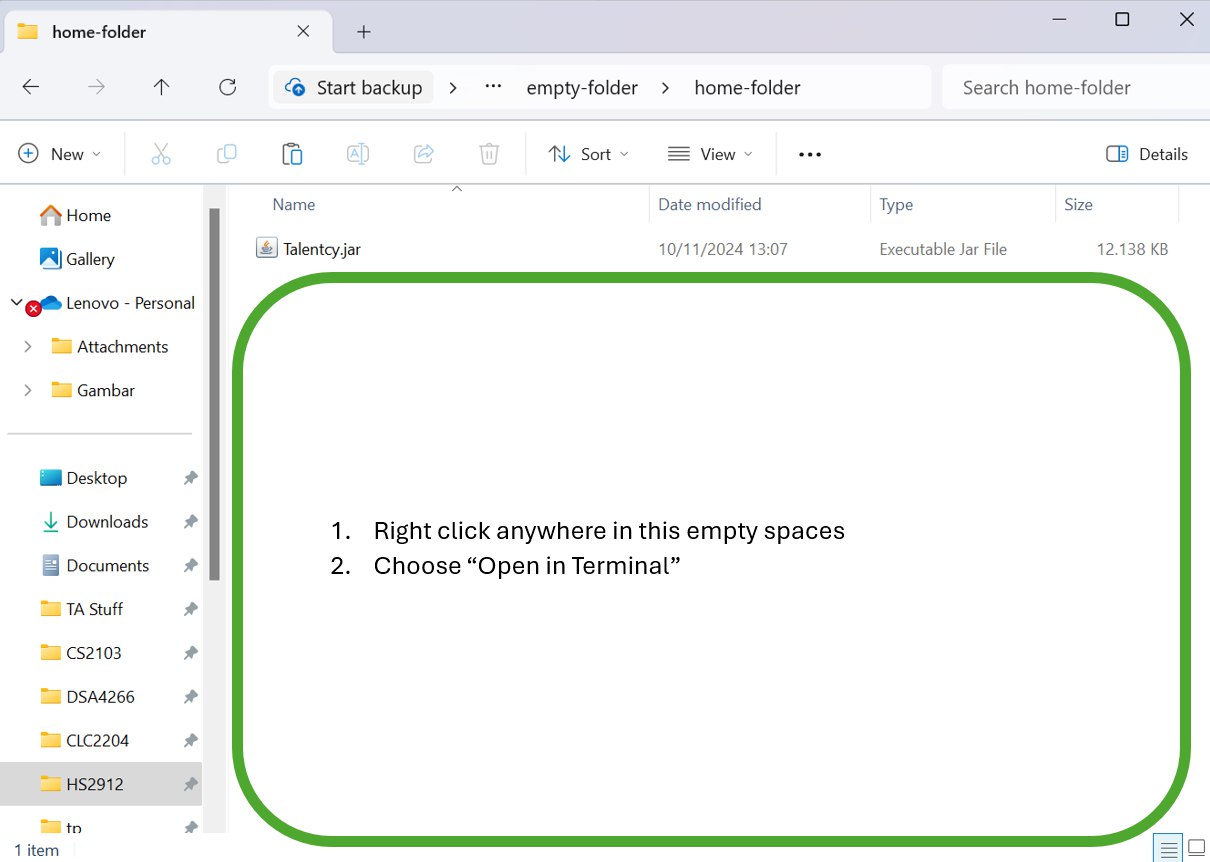 home-folder
Start backup > ... empty-folder > home-folder
Search home-folder
New
Sort
View
...
Details
Name Date modified Type Size
Talentcy.jar 10/11/2024 13:07 Executable Jar File 12.138 KB
Home
Gallery
Lenovo - Personal
Attachments
Gambar
Desktop
Downloads
Documents
TA Stuff
CS2103
DSA4266
CLC2204
HS2912
tp
1. Right click anywhere in this empty spaces
2. Choose “Open in Terminal”
1 item